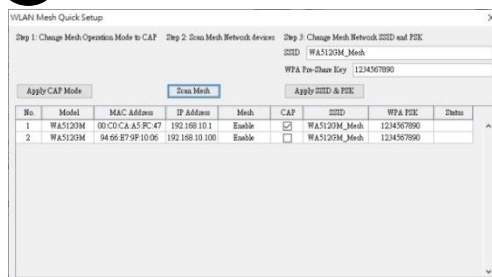 WLAN Mesh Quick Setup
Step 1: Change Mesh Operation Mode to CAP Step 2: Scan Mesh Network devices Step 3: Change Mesh Network SSID and PSK
SSID WA512GM_Mesh
WPA Pre-Share Key 1234567890
Apply CAP Mode Scan Mesh Apply SSID & PSK
No. Model MAC Address IP Address Mesh CAP SSID WPA PSK Status
1 WA512GM 00:C0:CA:A5:FC:47 192.168.10.1 Enable WA512GM_Mesh 1234567890
2 WA512GM 94:66:E7:9F:10:06 192.168.10.100 Enable WA512GM_Mesh 1234567890